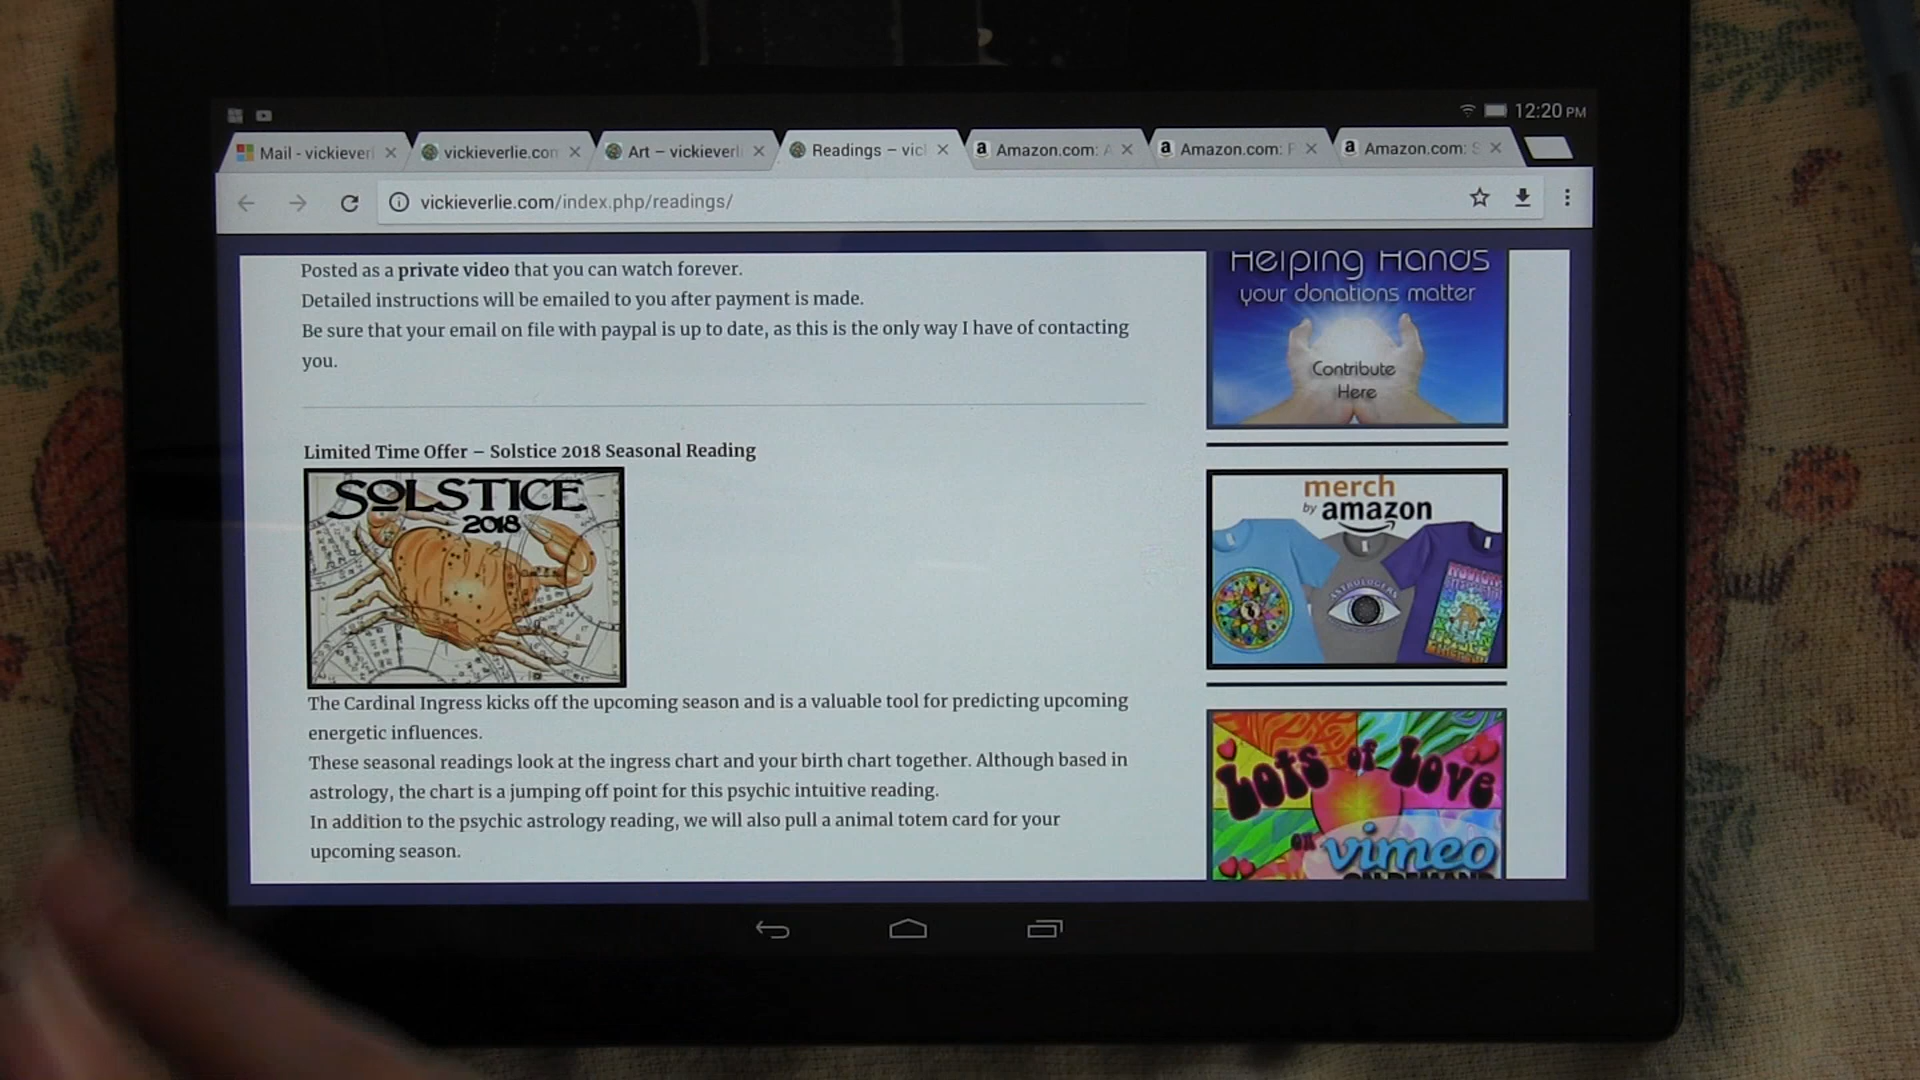 12:20 PM
Mail - vickieverl
vickieverlie.com
Art – vickieverli
Readings – vic
Amazon.com: A
Amazon.com: F
Amazon.com: S
vickieverlie.com/index.php/readings/
Posted as a private video that you can watch forever.
Detailed instructions will be emailed to you after payment is made.
Be sure that your email on file with paypal is up to date, as this is the only way I have of contacting
you.
Limited Time Offer – Solstice 2018 Seasonal Reading
SOLSTICE
2018
The Cardinal Ingress kicks off the upcoming season and is a valuable tool for predicting upcoming
energetic influences.
These seasonal readings look at the ingress chart and your birth chart together. Although based in
astrology, the chart is a jumping off point for this psychic intuitive reading.
In addition to the psychic astrology reading, we will also pull a animal totem card for your
upcoming season.
Helping Hands
your donations matter
Contribute
Here
merch
by amazon
ASTROLOGERS
Lots of Love
on vimeo
ON DEMAND